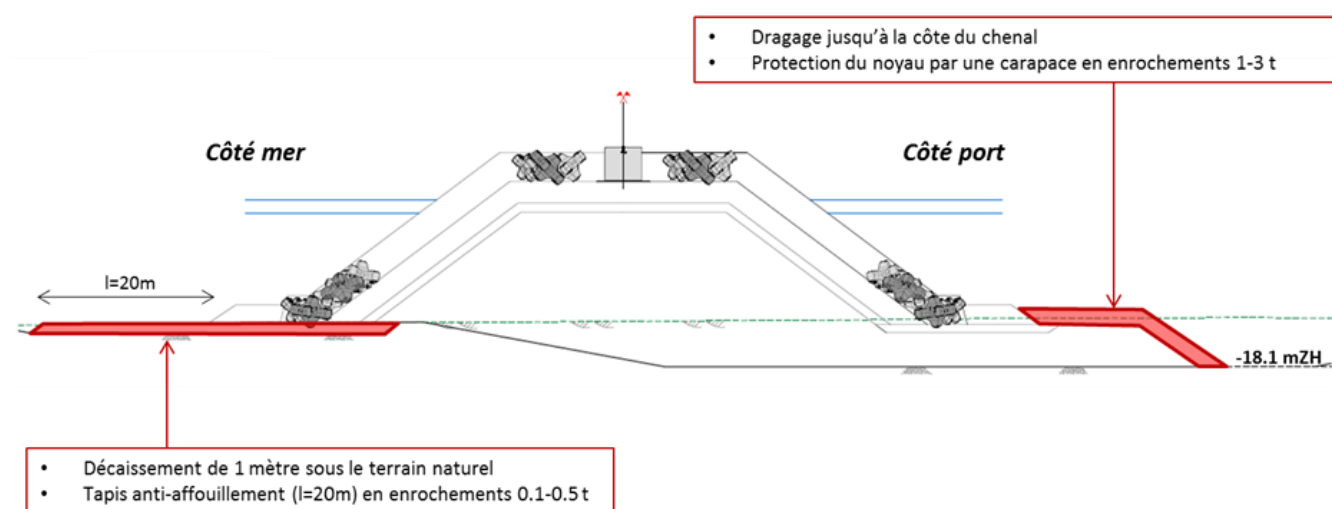 • Dragage jusqu'à la côte du chenal
• Protection du noyau par une carapace en enrochements 1-3 t
Côté mer
Côté port
l=20m
-18.1 mZH
• Décaissement de 1 mètre sous le terrain naturel
• Tapis anti-affouillement (l=20m) en enrochements 0.1-0.5 t